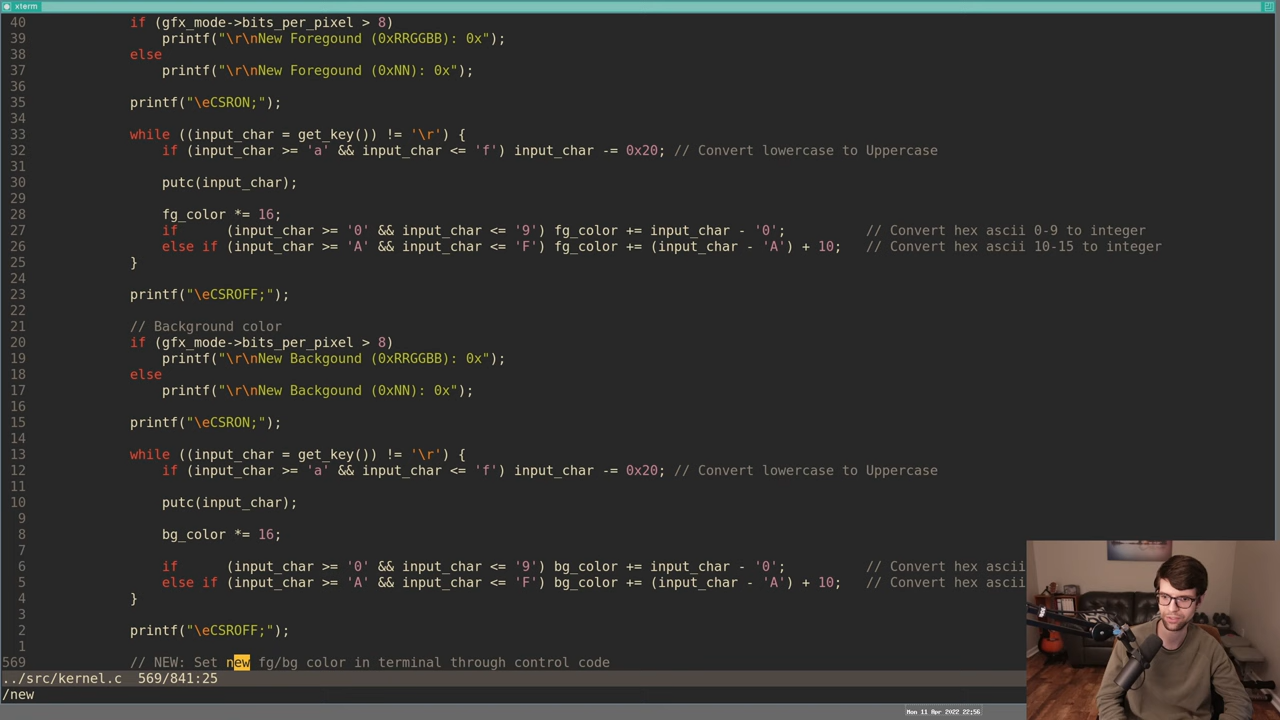 xterm
40 if (gfx_mode->bits_per_pixel > 8)
39 printf("\r\nNew Foregound (0xRRGGBB): 0x");
38 else
37 printf("\r\nNew Foregound (0xNN): 0x");
36
35 printf("\eCSRON;");
34
33 while ((input_char = get_key()) != '\r') {
32 if (input_char >= 'a' && input_char <= 'f') input_char -= 0x20; // Convert lowercase to Uppercase
31
30 putc(input_char);
29
28 fg_color *= 16;
27 if (input_char >= '0' && input_char <= '9') fg_color += input_char - '0'; // Convert hex ascii 0-9 to integer
26 else if (input_char >= 'A' && input_char <= 'F') fg_color += (input_char - 'A') + 10; // Convert hex ascii 10-15 to integer
25 }
24
23 printf("\eCSROFF;");
22
21 // Background color
20 if (gfx_mode->bits_per_pixel > 8)
19 printf("\r\nNew Backgound (0xRRGGBB): 0x");
18 else
17 printf("\r\nNew Backgound (0xNN): 0x");
16
15 printf("\eCSRON;");
14
13 while ((input_char = get_key()) != '\r') {
12 if (input_char >= 'a' && input_char <= 'f') input_char -= 0x20; // Convert lowercase to Uppercase
11
10 putc(input_char);
9
8 bg_color *= 16;
7
6 if (input_char >= '0' && input_char <= '9') bg_color += input_char - '0'; // Convert hex ascii
5 else if (input_char >= 'A' && input_char <= 'F') bg_color += (input_char - 'A') + 10; // Convert hex ascii
4 }
3
2 printf("\eCSROFF;");
1
569 // NEW: Set new fg/bg color in terminal through control code
../src/kernel.c 569/841:25
/new
Mon 11 Apr 2022 22:56